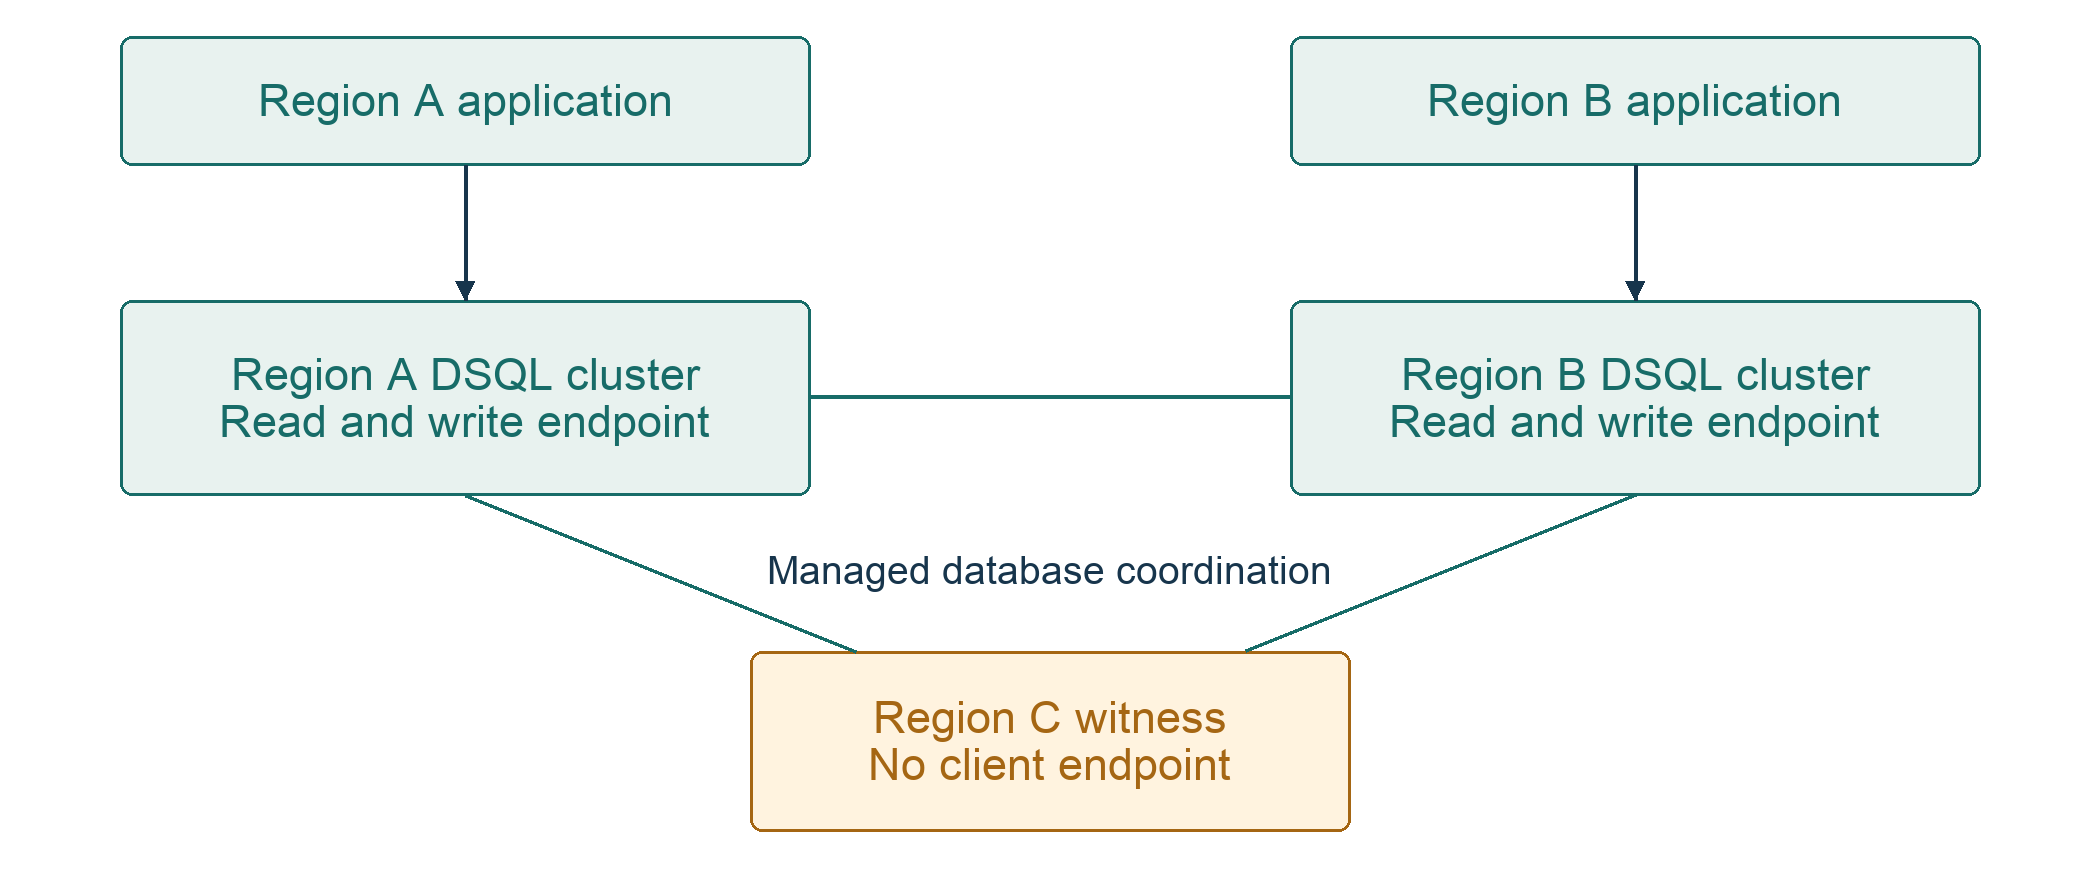 Region A application
Region B application
Region A DSQL cluster
Read and write endpoint
Region B DSQL cluster
Read and write endpoint
Managed database coordination
Region C witness
No client endpoint